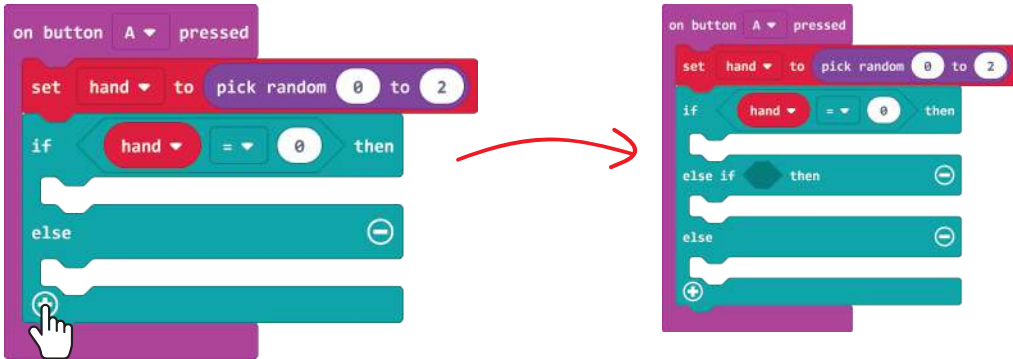 on button A pressed
set hand to pick random 0 to 2
if hand = 0 then
else
on button A pressed
set hand to pick random 0 to 2
if hand = 0 then
else if then
else